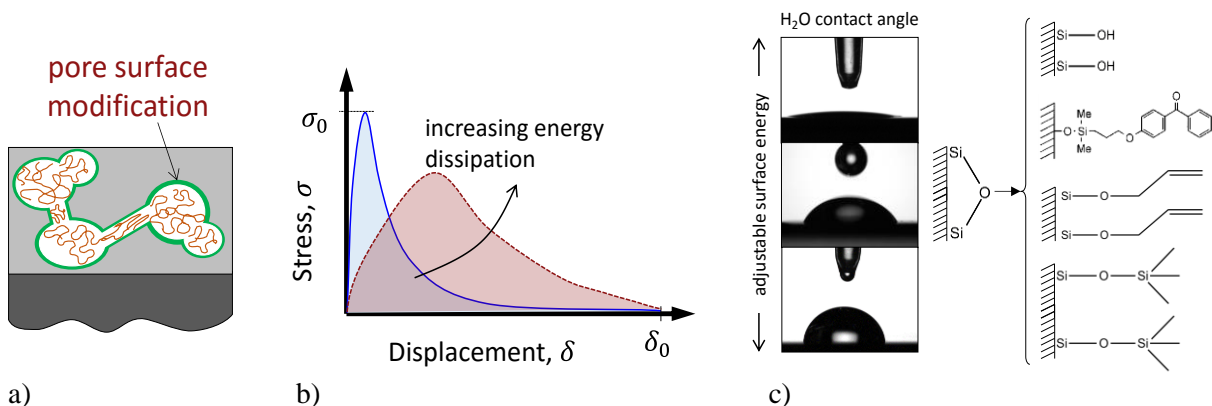 pore surface
modification
a)
σ₀
Stress, σ
increasing energy
dissipation
Displacement, δ
δ₀
b)
H₂O contact angle
adjustable surface energy
Si
O
Si
Si OH
Si OH
O
Me
O Si
Me
O
Si O
Si O
Si O Si
Si O Si
c)